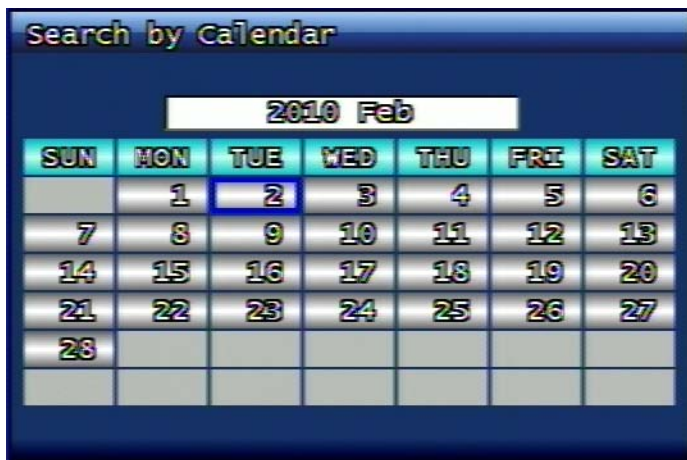 Search by Calendar
2010 Feb
SUN MON TUE WED THU FRI SAT
1 2 3 4 5 6
7 8 9 10 11 12 13
14 15 16 17 18 19 20
21 22 23 24 25 26 27
28